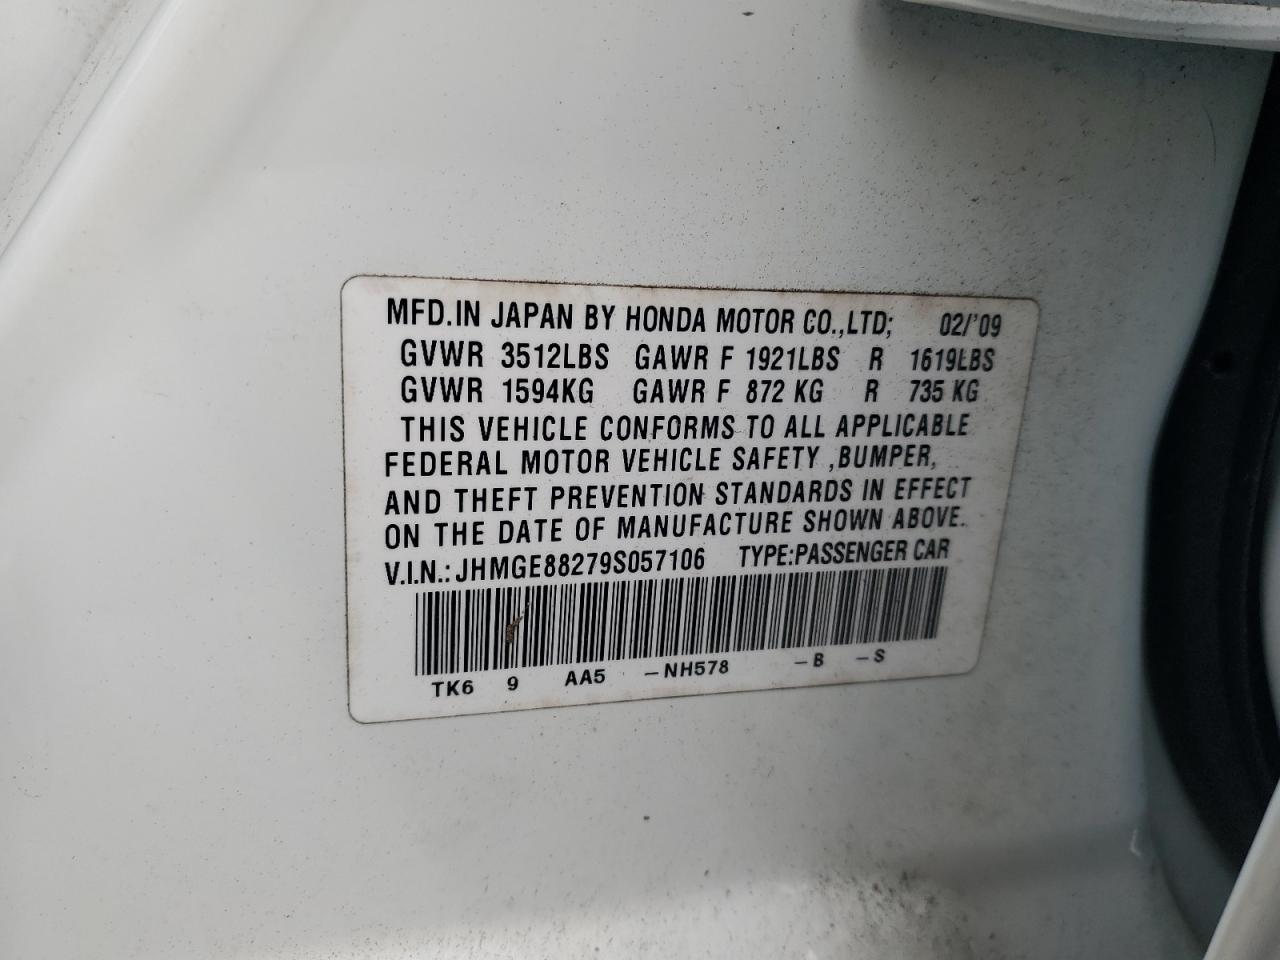 MFD.IN JAPAN BY HONDA MOTOR CO.,LTD; 02/'09
GVWR 3512LBS GAWR F 1921LBS R 1619LBS
GVWR 1594KG GAWR F 872 KG R 735 KG
THIS VEHICLE CONFORMS TO ALL APPLICABLE
FEDERAL MOTOR VEHICLE SAFETY ,BUMPER,
AND THEFT PREVENTION STANDARDS IN EFFECT
ON THE DATE OF MANUFACTURE SHOWN ABOVE.
V.I.N.: JHMGE88279S057106 TYPE:PASSENGER CAR
TK6 9 AA5 -NH578 -B -S